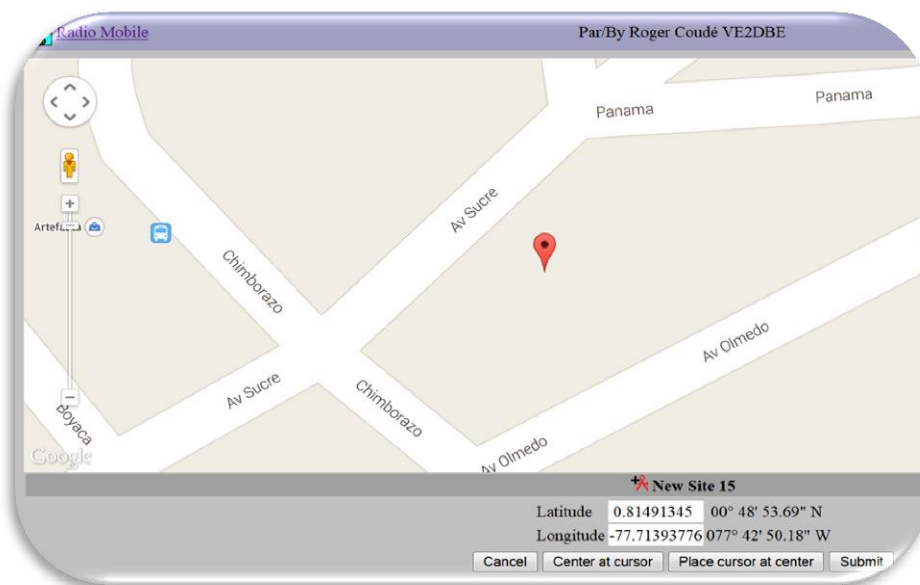 Radio Mobile
Par/By Roger Coudé VE2DBE
Panama
Panama
Av Sucre
Chimborazo
Av Olmedo
Av Sucre
Chimborazo
Boyaca
Av Olmedo
Google
New Site 15
Latitude 0.81491345 00° 48' 53.69" N
Longitude -77.71393776 077° 42' 50.18" W
Cancel Center at cursor Place cursor at center Submit